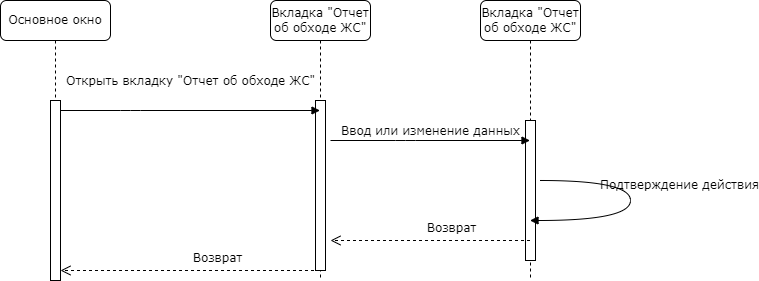 Основное окно
Вкладка "Отчет
об обходе ЖС"
Вкладка "Отчет
об обходе ЖС"
Открыть вкладку "Отчет об обходе ЖС"
Ввод или изменение данных
Подтверждение действия
Возврат
Возврат